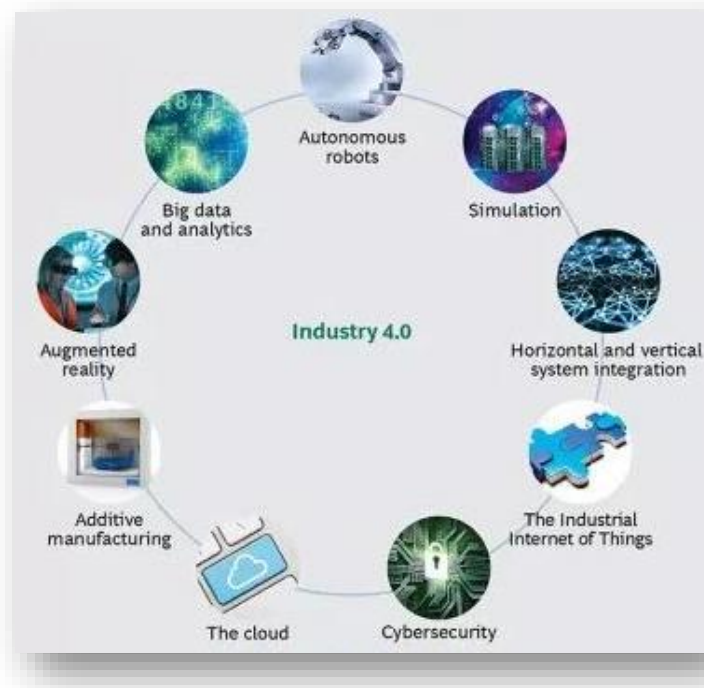 Autonomous
robots
Simulation
Horizontal and vertical
system integration
The Industrial
Internet of Things
Cybersecurity
The cloud
Additive
manufacturing
Augmented
reality
Big data
and analytics
Industry 4.0